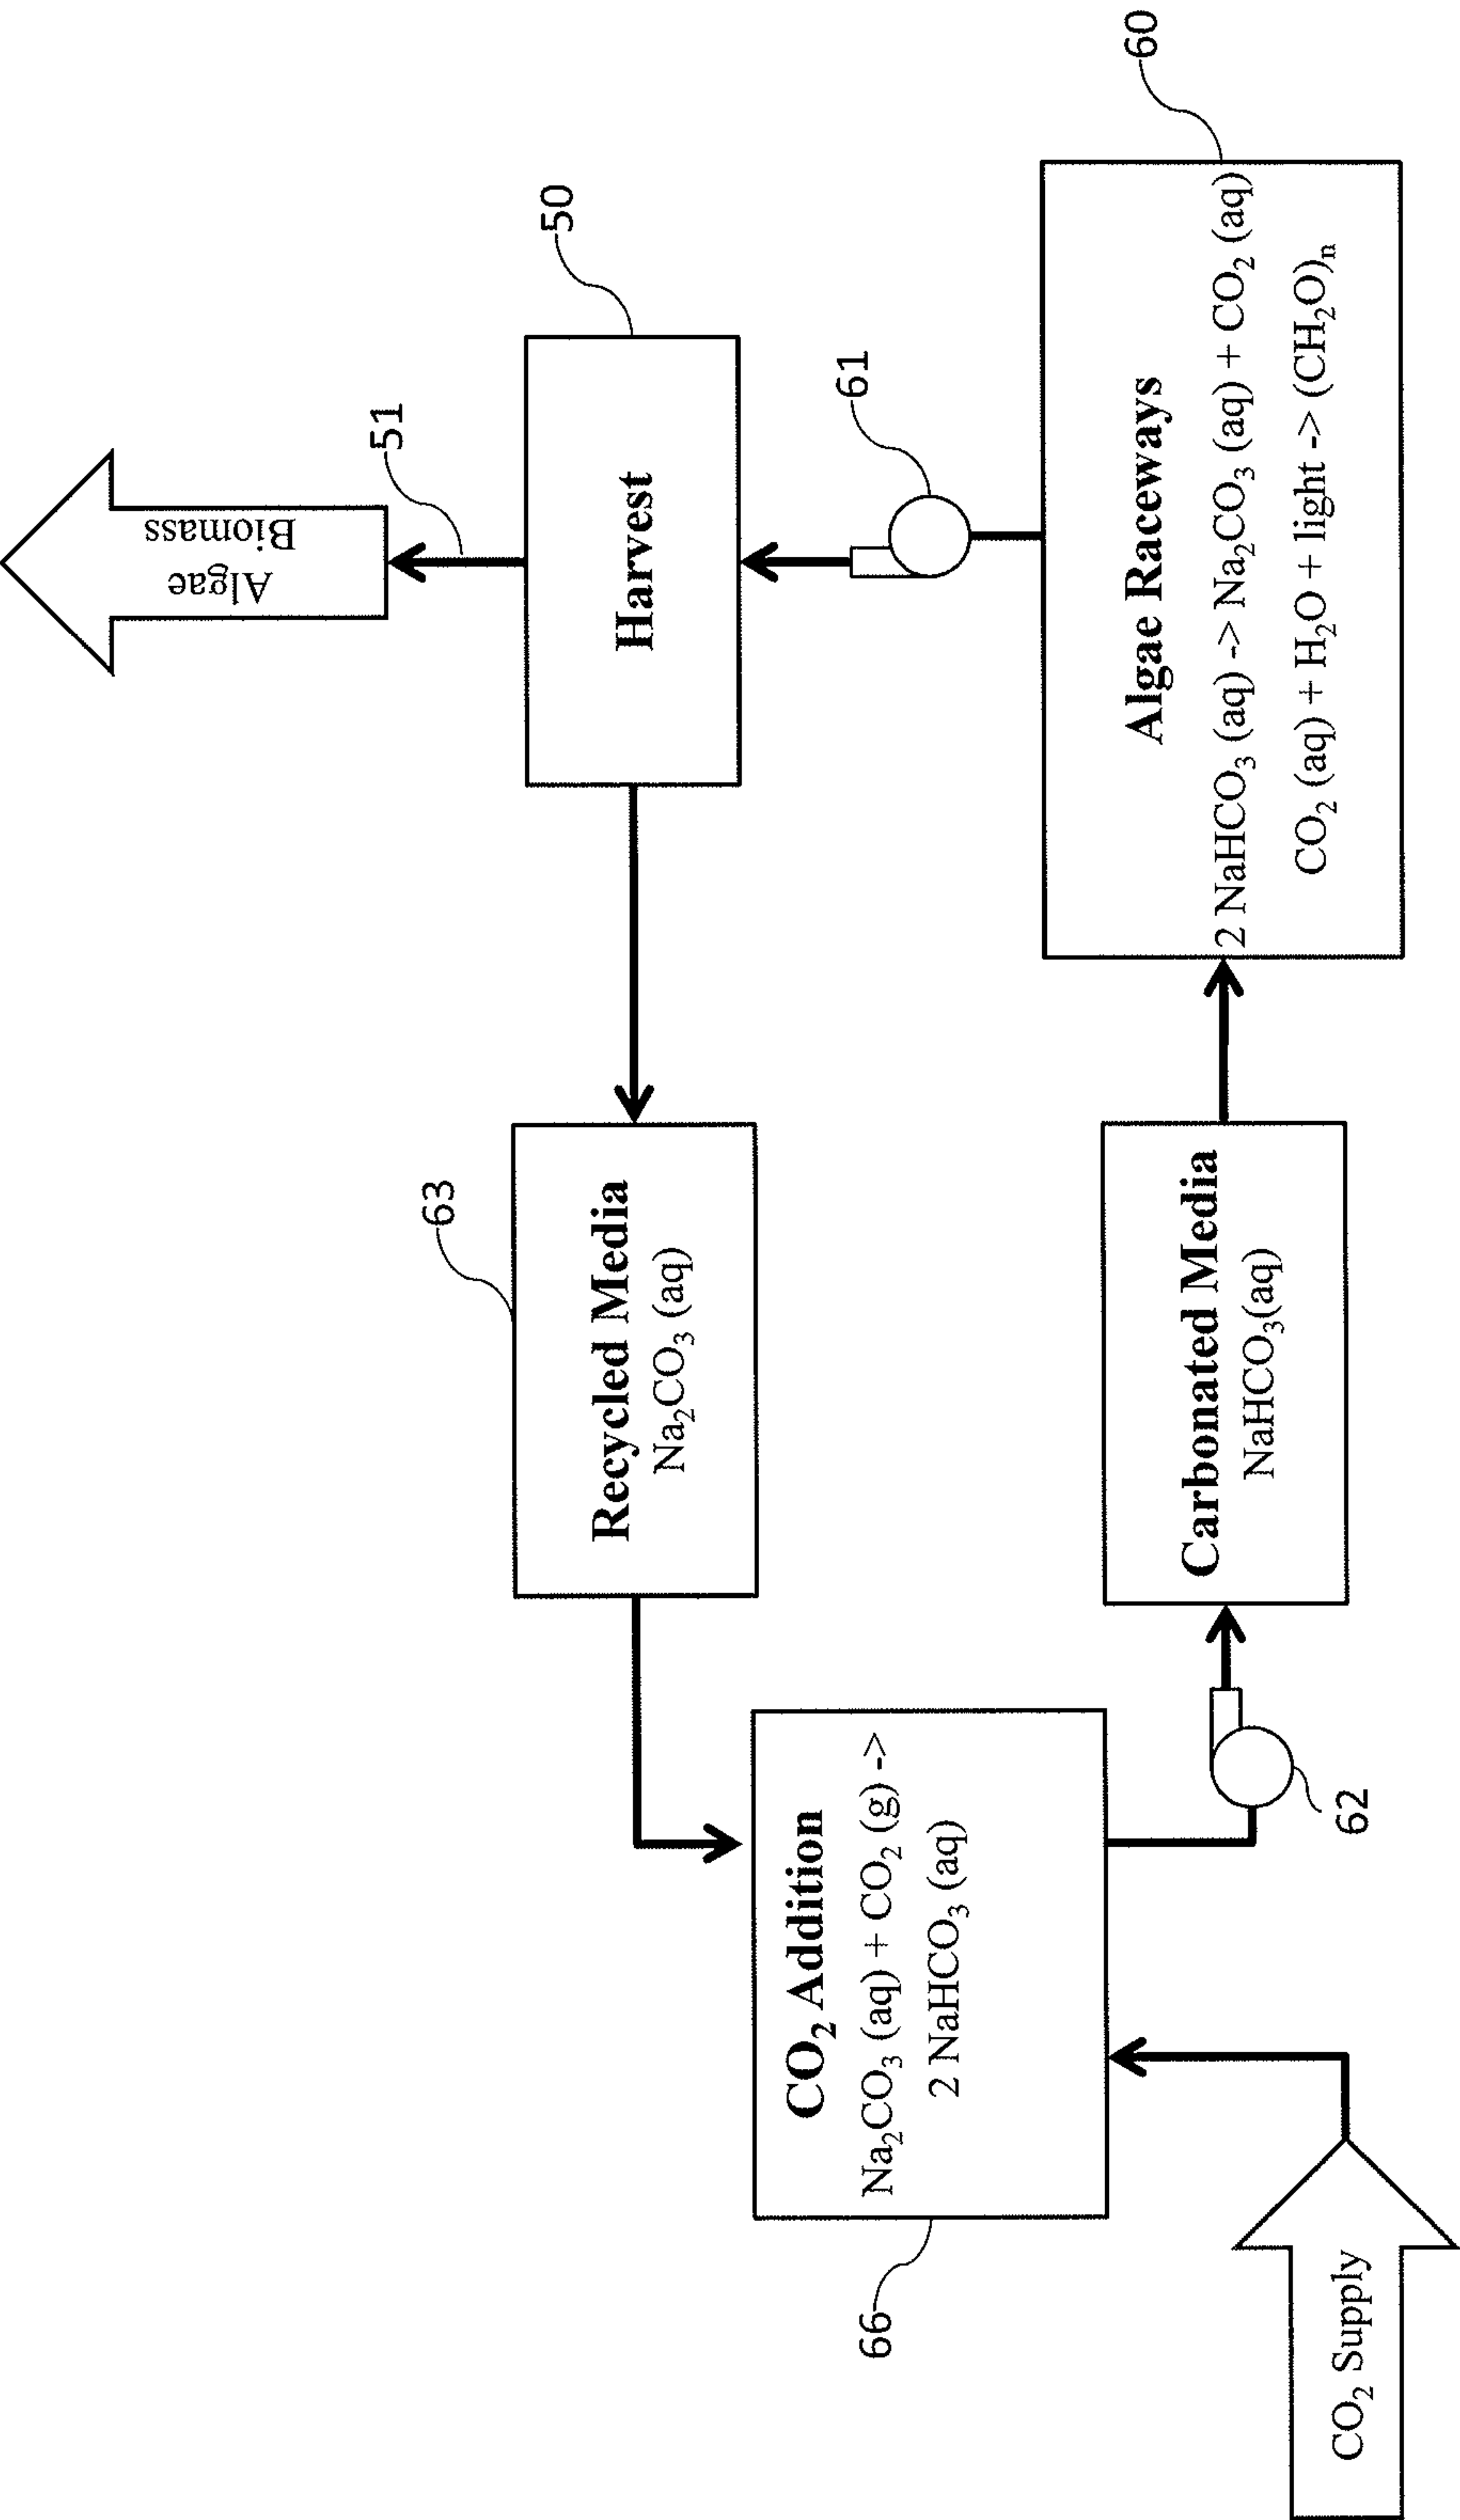 Algae
Biomass
51
Harvest
50
63
Recycled Media
Na₂CO₃ (aq)
61
66
CO₂ Addition
Na₂CO₃ (aq) + CO₂ (g) ->
2 NaHCO₃ (aq)
CO₂ Supply
62
Carbonated Media
NaHCO₃(aq)
60
Algae Raceways
2 NaHCO₃ (aq) -> Na₂CO₃ (aq) + CO₂ (aq)
CO₂ (aq) + H₂O + light -> (CH₂O)ₙ